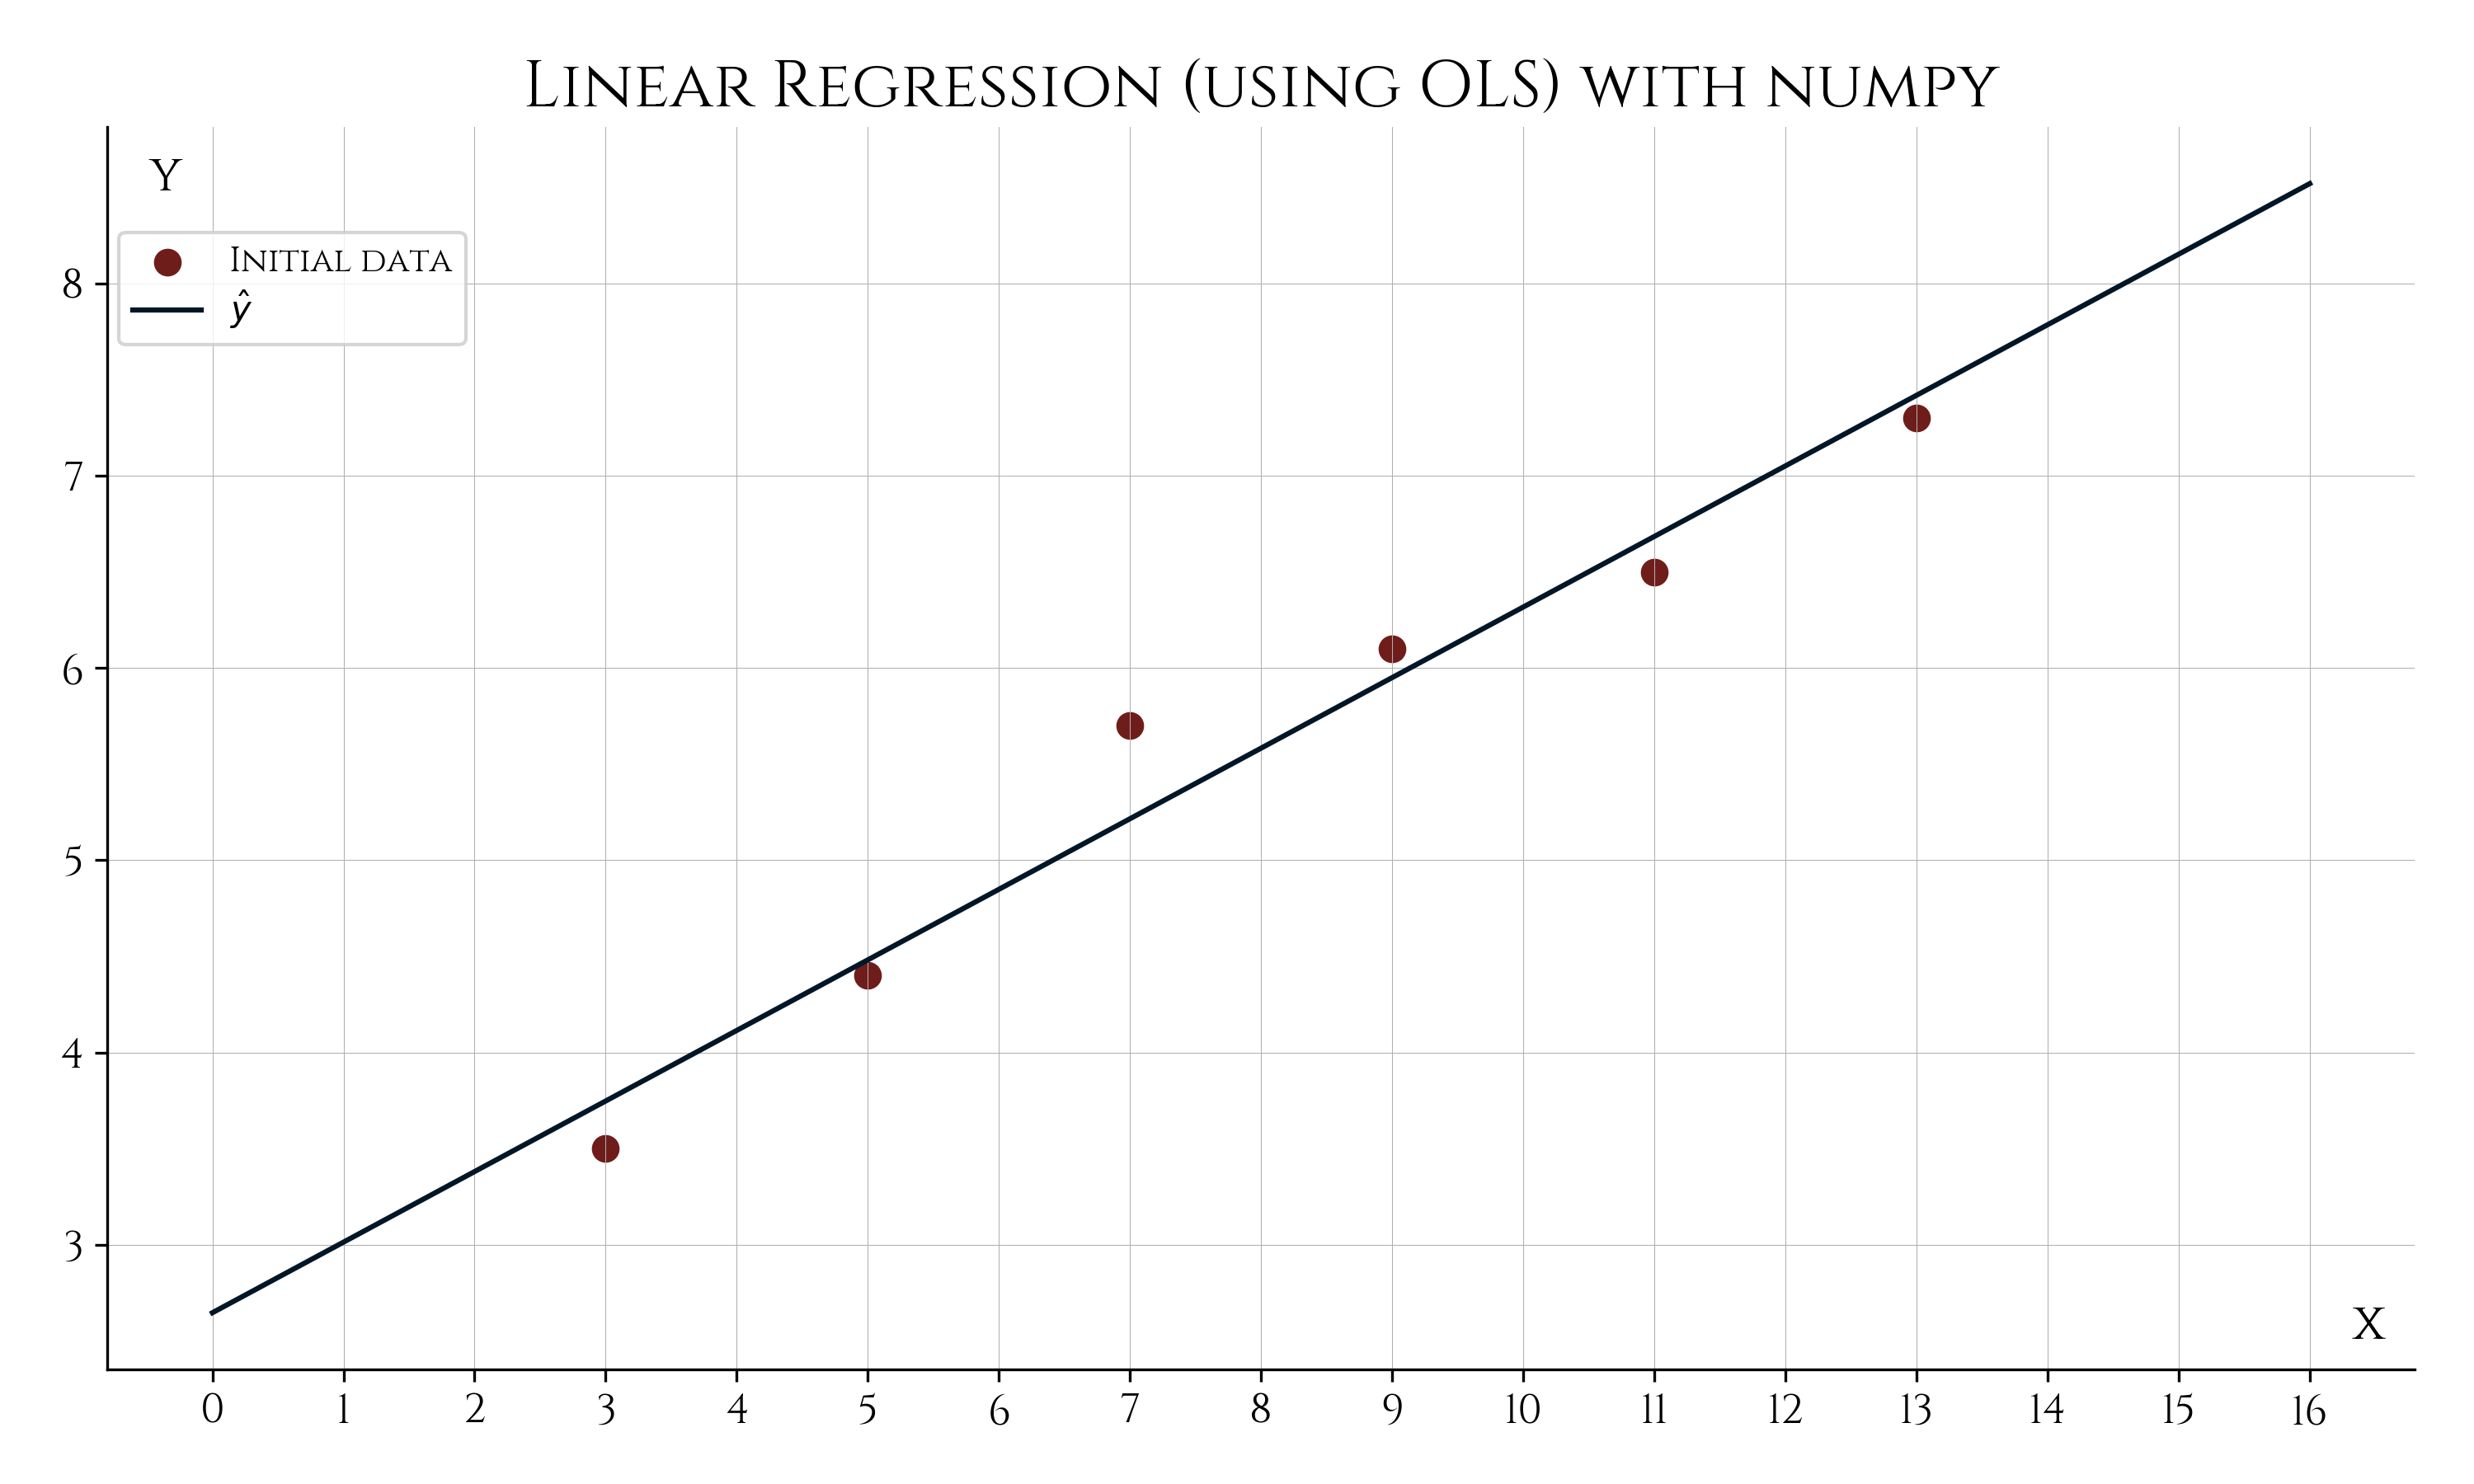 Linear Regression (using OLS) with numpy
Y
Initial data
ŷ
8
7
6
5
4
3
X
0 1 2 3 4 5 6 7 8 9 10 11 12 13 14 15 16